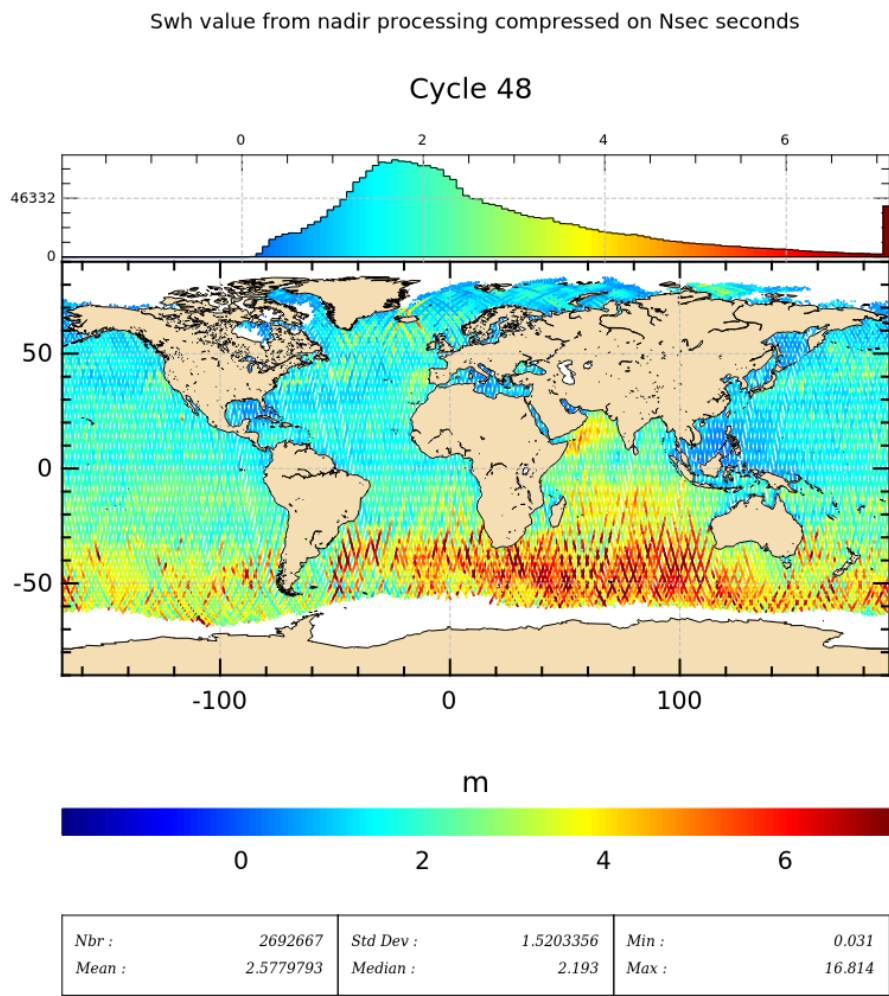 Swh value from nadir processing compressed on Nsec seconds
Cycle 48
0 2 4 6
46332
0
50
0
-50
-100 0 100
m
0 2 4 6
Nbr : 2692667 Std Dev : 1.5203356 Min : 0.031
Mean : 2.5779793 Median : 2.193 Max : 16.814